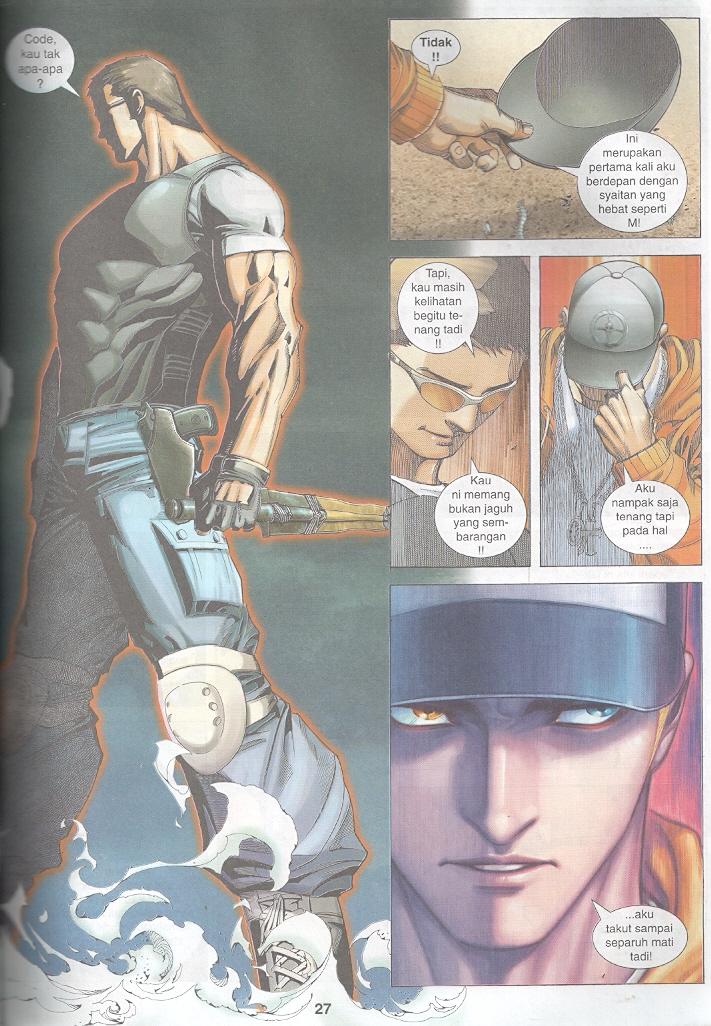 Code,
kau tak
apa-apa
?
Tidak
!!
Ini
merupakan
pertama kali aku
berdepan dengan
syaitan yang
hebat seperti
M!
Tapi,
kau masih
kelihatan
begitu te-
nang tadi
!!
Kau
ni memang
bukan jaguh
yang sem-
barangan
!!
Aku
nampak saja
tenang tapi
pada hal
....
...aku
takut sampai
separuh mati
tadi!
27